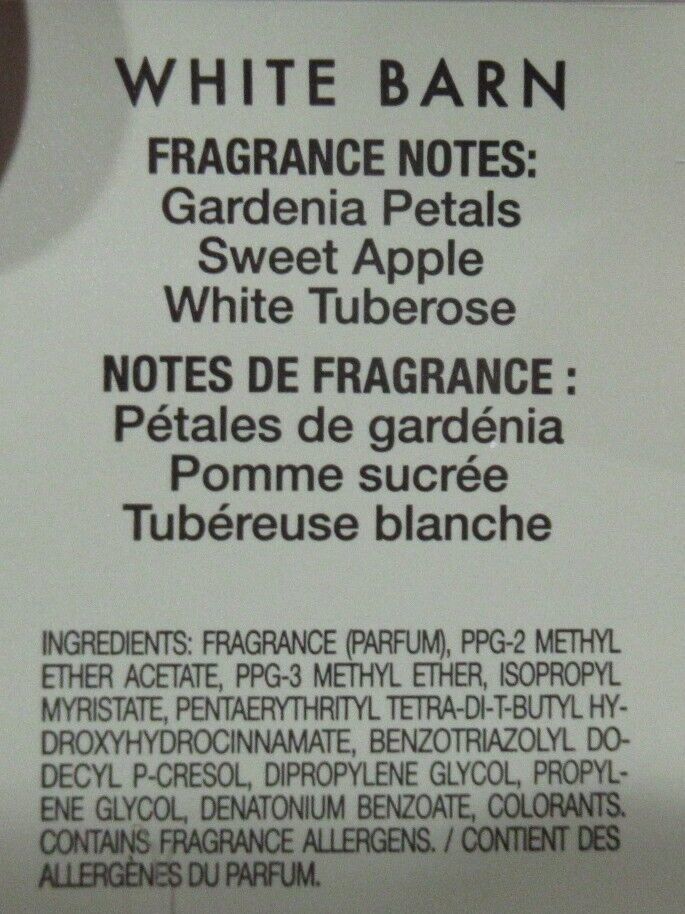 WHITE BARN
FRAGRANCE NOTES:
Gardenia Petals
Sweet Apple
White Tuberose
NOTES DE FRAGRANCE :
Pétales de gardénia
Pomme sucrée
Tubéreuse blanche
INGREDIENTS: FRAGRANCE (PARFUM), PPG-2 METHYL
ETHER ACETATE, PPG-3 METHYL ETHER, ISOPROPYL
MYRISTATE, PENTAERYTHRITYL TETRA-DI-T-BUTYL HY-
DROXYHYDROCINNAMATE, BENZOTRIAZOLYL DO-
DECYL P-CRESOL, DIPROPYLENE GLYCOL, PROPYL-
ENE GLYCOL, DENATONIUM BENZOATE, COLORANTS.
CONTAINS FRAGRANCE ALLERGENS. / CONTIENT DES
ALLERGÈNES DU PARFUM.